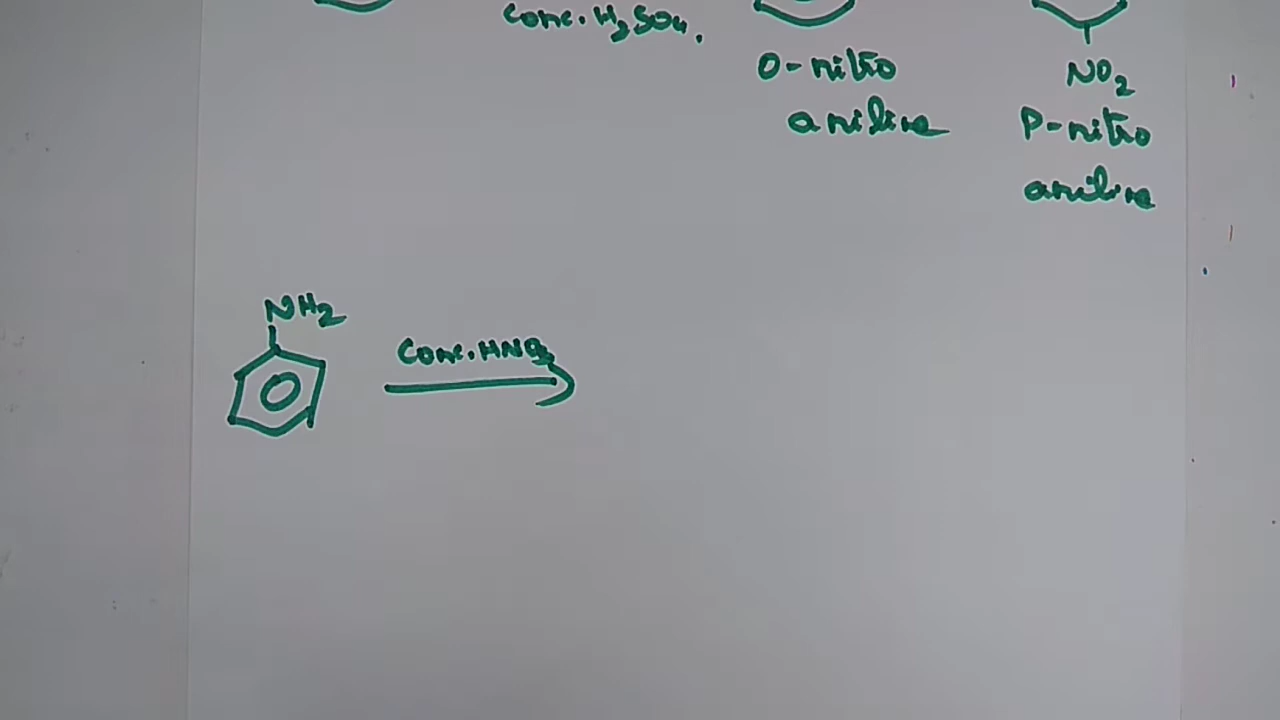 Conc. H2SO4.
O-nitro
aniline
NO2
P-nitro
aniline
NH2
Conc. HNO3